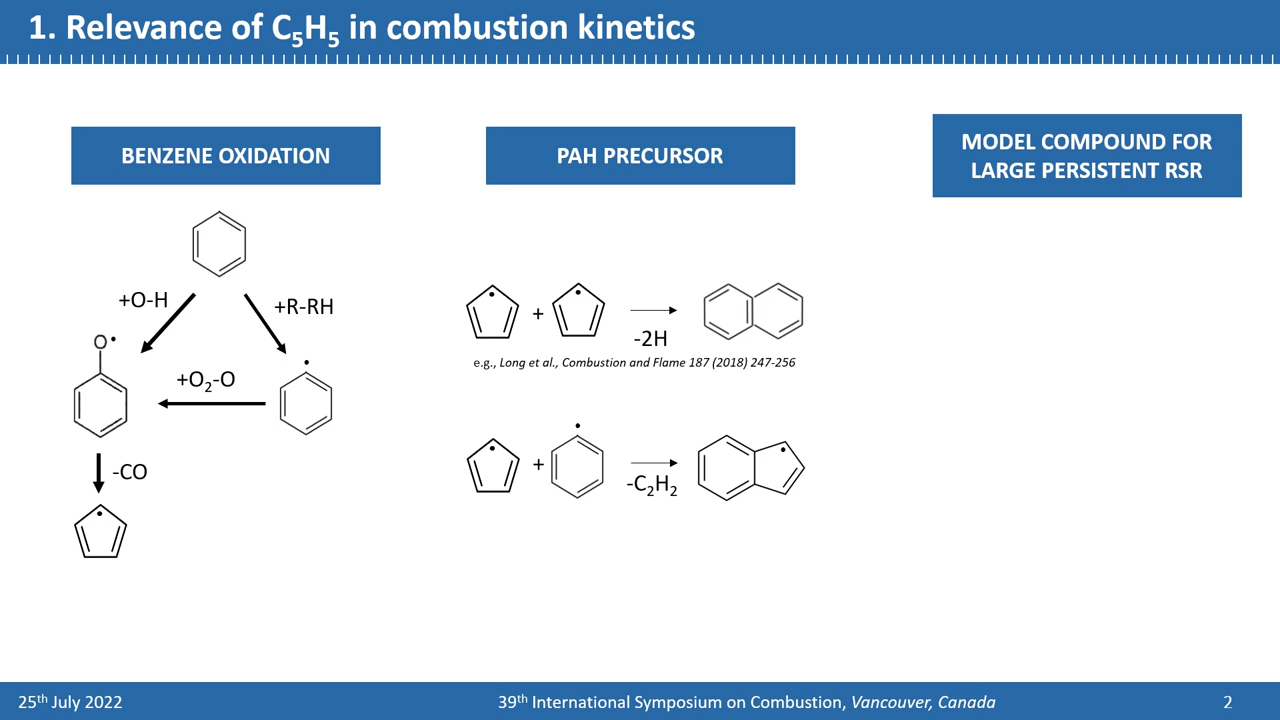 1. Relevance of C₅H₅ in combustion kinetics
BENZENE OXIDATION
+O-H
+R-RH
O•
+O₂-O
-CO
PAH PRECURSOR
+
-2H
e.g., Long et al., Combustion and Flame 187 (2018) 247-256
+
-C₂H₂
MODEL COMPOUND FOR
LARGE PERSISTENT RSR
25th July 2022
39th International Symposium on Combustion, Vancouver, Canada
2